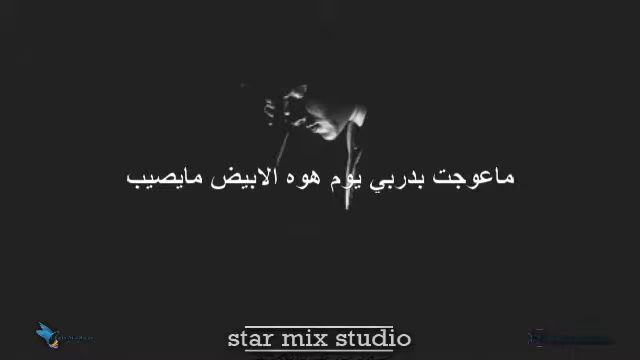 ماعوجت بدربي يوم هوه الابيض مايصيب
star mix studio